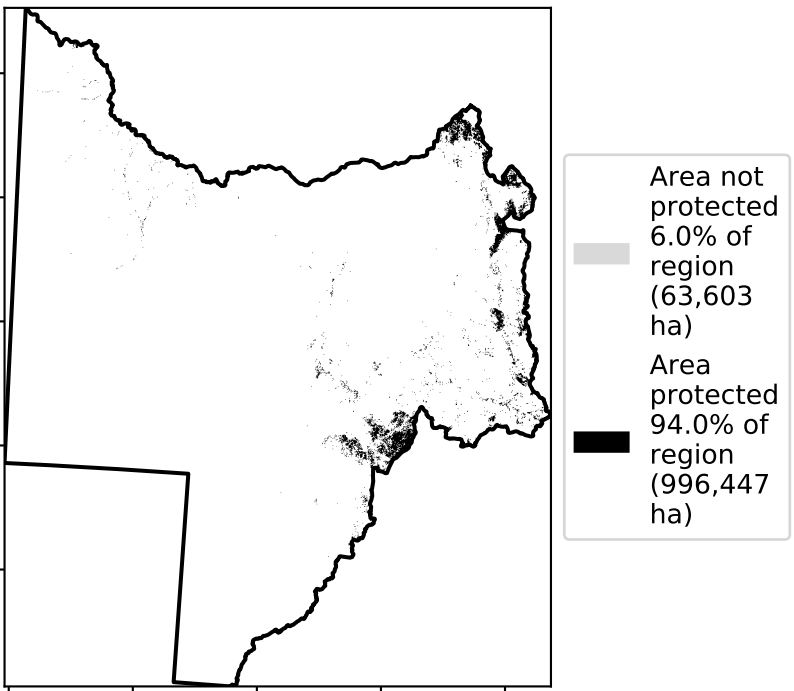 Area not
protected
6.0% of
region
(63,603
ha)
Area
protected
94.0% of
region
(996,447
ha)